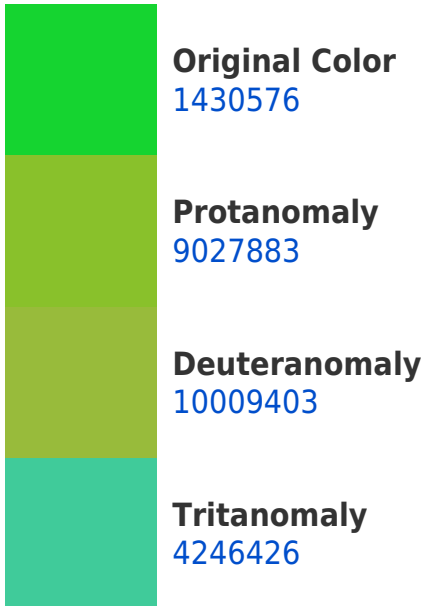 Original Color
1430576
Protanomaly
9027883
Deuteranomaly
10009403
Tritanomaly
4246426